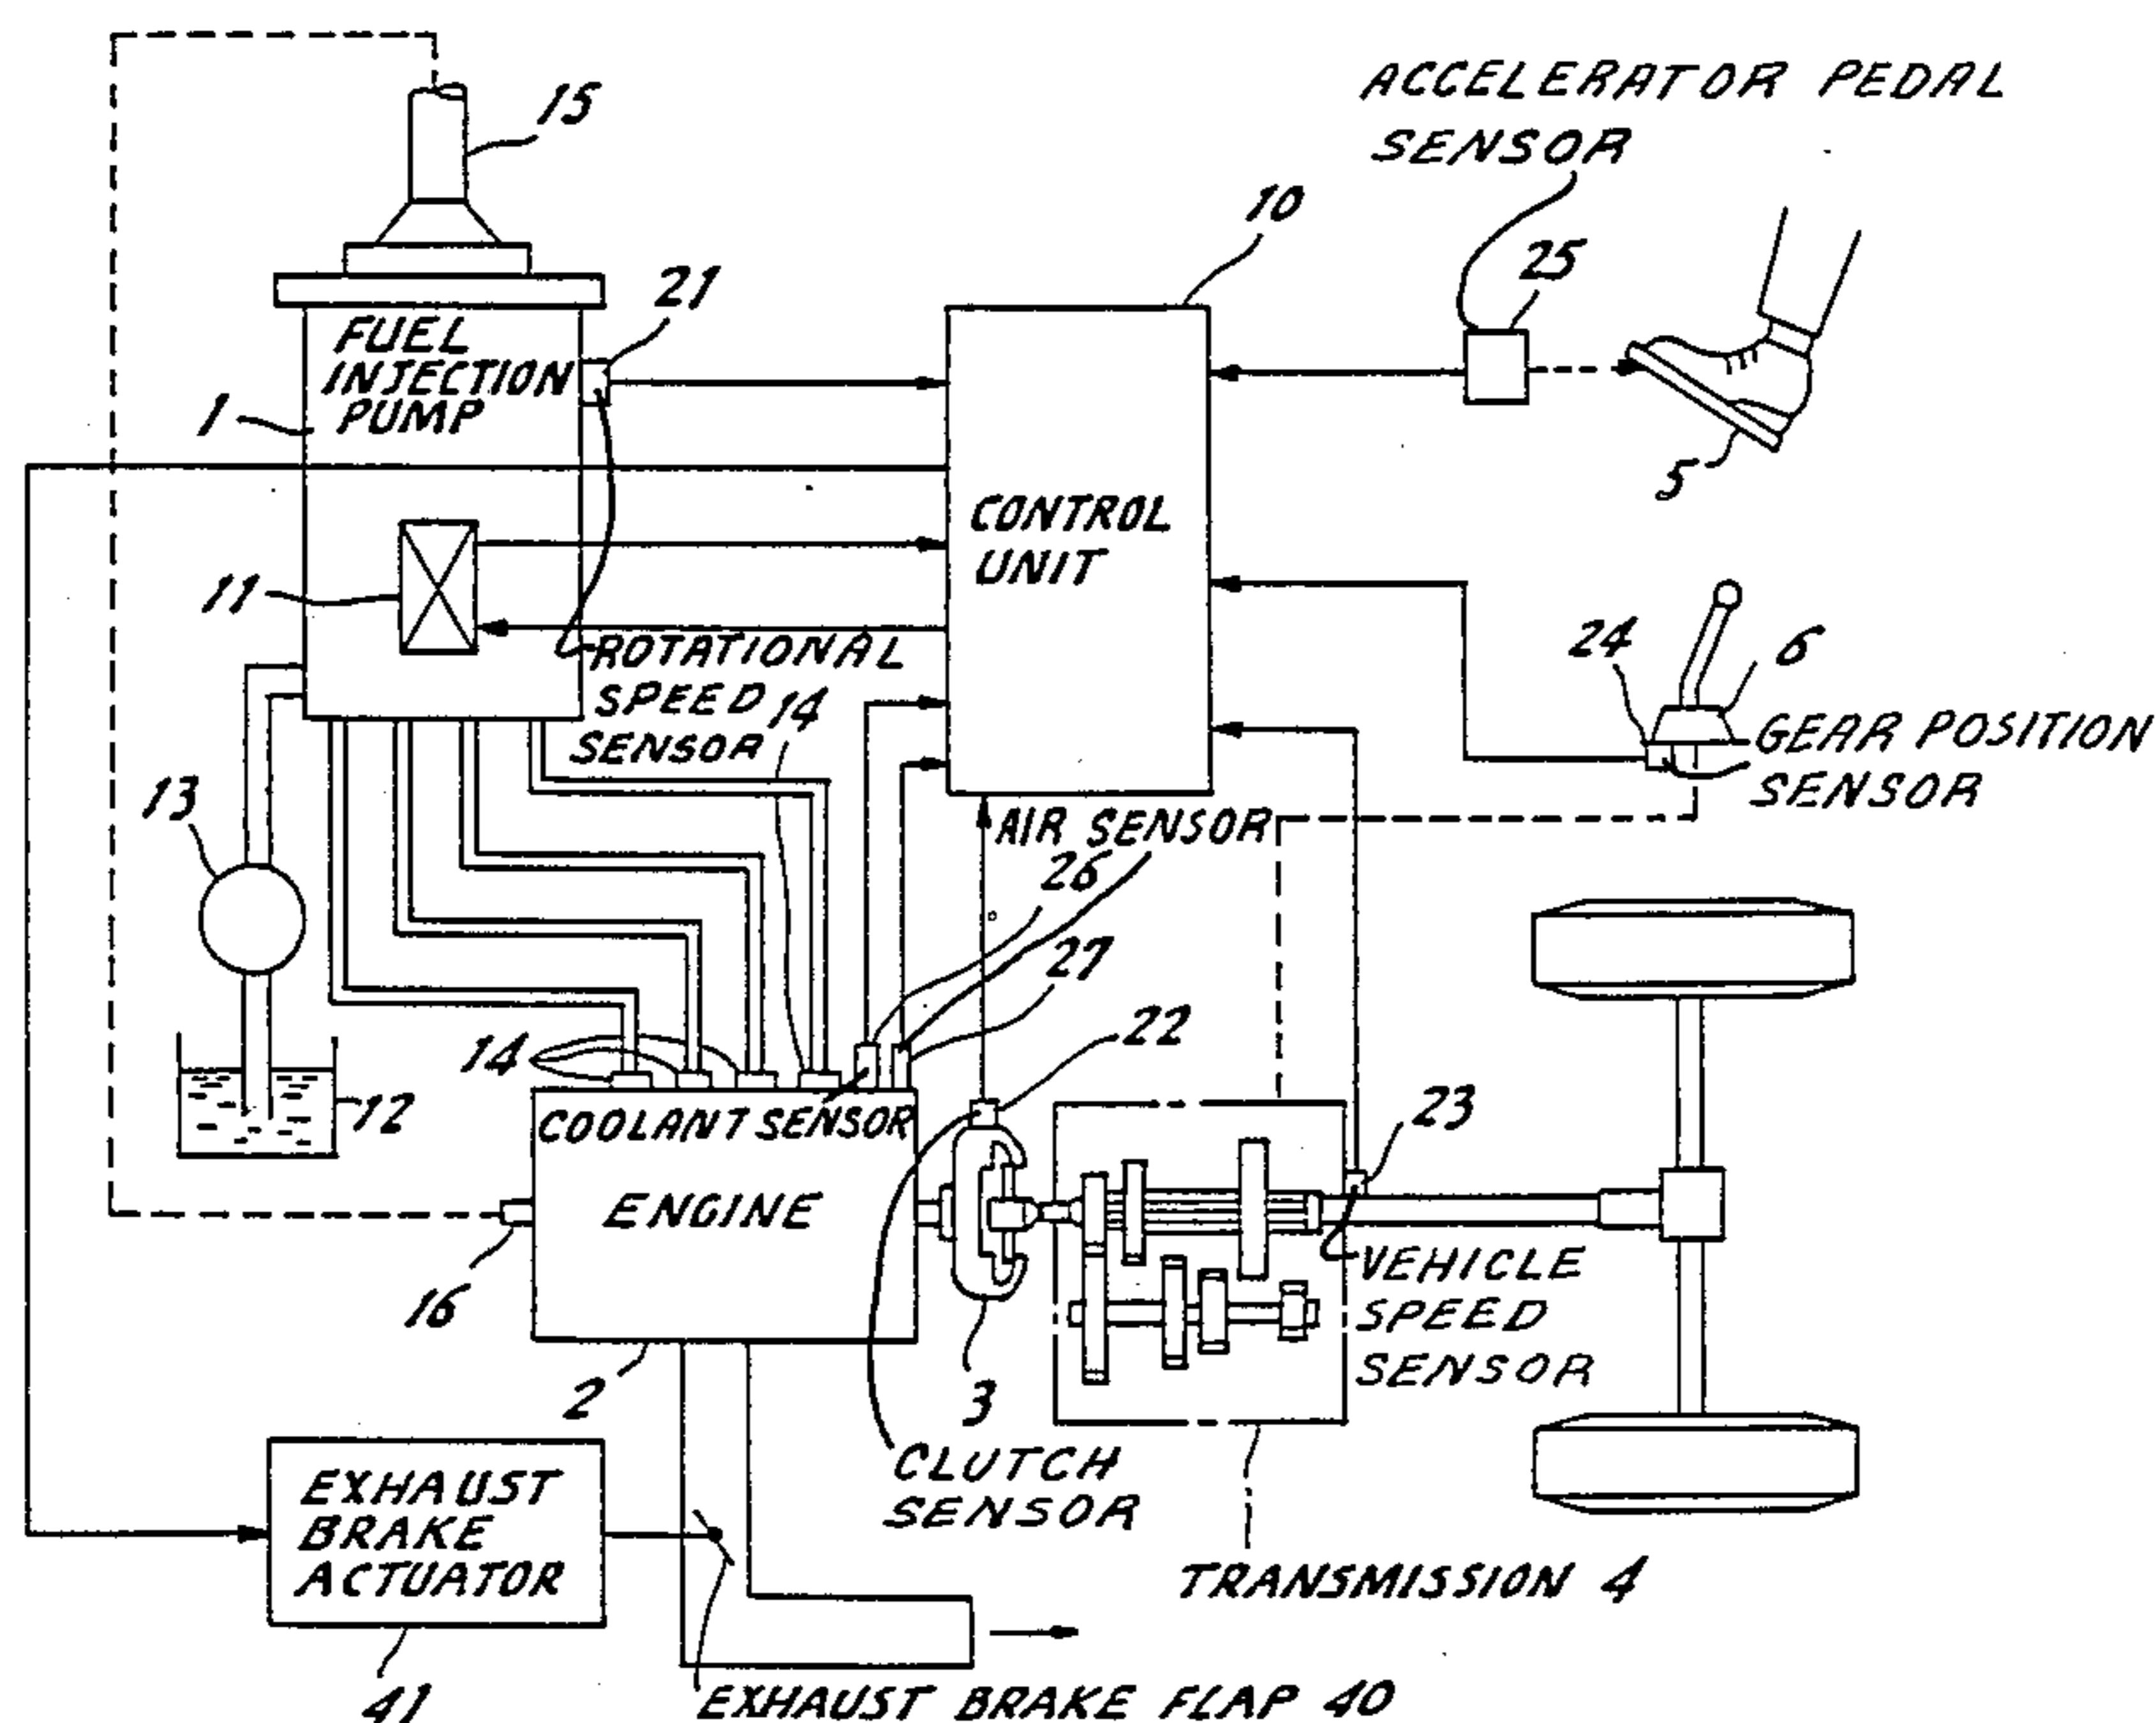 ACCELERATOR PEDAL
SENSOR
15
10
25
21
FUEL
INJECTION
PUMP
1
5
CONTROL
UNIT
11
24
6
ROTATIONAL
SPEED
SENSOR
14
GEAR POSITION
SENSOR
13
AIR SENSOR
26
27
22
14
12
23
COOLANT SENSOR
ENGINE
16
VEHICLE
SPEED
SENSOR
2
3
CLUTCH
SENSOR
EXHAUST
BRAKE
ACTUATOR
TRANSMISSION 4
41
EXHAUST BRAKE FLAP 40